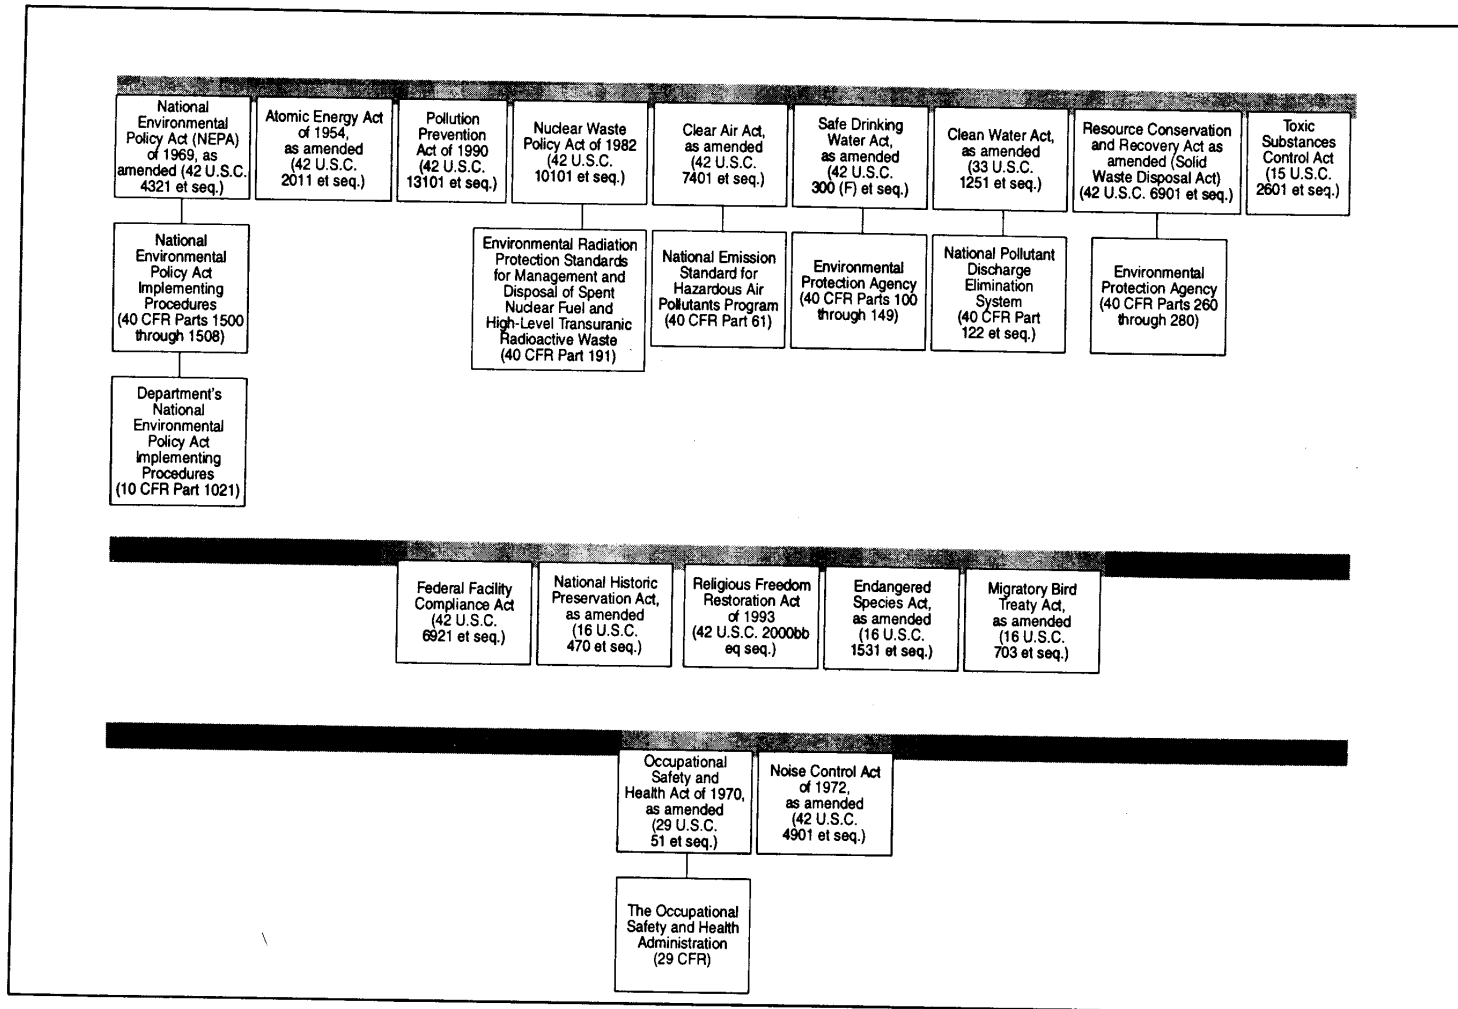 National
Environmental
Policy Act (NEPA)
of 1969, as
amended (42 U.S.C.
4321 et seq.)
Atomic Energy Act
of 1954,
as amended
(42 U.S.C.
2011 et seq.)
Pollution
Prevention
Act of 1990
(42 U.S.C.
13101 et seq.)
Nuclear Waste
Policy Act of 1982
(42 U.S.C.
10101 et seq.)
Clear Air Act,
as amended
(42 U.S.C.
7401 et seq.)
Safe Drinking
Water Act,
as amended
(42 U.S.C.
300 (F) et seq.)
Clean Water Act,
as amended
(33 U.S.C.
1251 et seq.)
Resource Conservation
and Recovery Act as
amended (Solid
Waste Disposal Act)
(42 U.S.C. 6901 et seq.)
Toxic
Substances
Control Act
(15 U.S.C.
2601 et seq.)
National
Environmental
Policy Act
Implementing
Procedures
(40 CFR Parts 1500
through 1508)
Environmental Radiation
Protection Standards
for Management and
Disposal of Spent
Nuclear Fuel and
High-Level Transuranic
Radioactive Waste
(40 CFR Part 191)
National Emission
Standard for
Hazardous Air
Pollutants Program
(40 CFR Part 61)
Environmental
Protection Agency
(40 CFR Parts 100
through 149)
National Pollutant
Discharge
Elimination
System
(40 CFR Part
122 et seq.)
Environmental
Protection Agency
(40 CFR Parts 260
through 280)
Department's
National
Environmental
Policy Act
Implementing
Procedures
(10 CFR Part 1021)
Federal Facility
Compliance Act
(42 U.S.C.
6921 et seq.)
National Historic
Preservation Act,
as amended
(16 U.S.C.
470 et seq.)
Religious Freedom
Restoration Act
of 1993
(42 U.S.C. 2000bb
eq seq.)
Endangered
Species Act,
as amended
(16 U.S.C.
1531 et seq.)
Migratory Bird
Treaty Act,
as amended
(16 U.S.C.
703 et seq.)
Occupational
Safety and
Health Act of 1970,
as amended
(29 U.S.C.
51 et seq.)
Noise Control Act
of 1972,
as amended
(42 U.S.C.
4901 et seq.)
The Occupational
Safety and Health
Administration
(29 CFR)